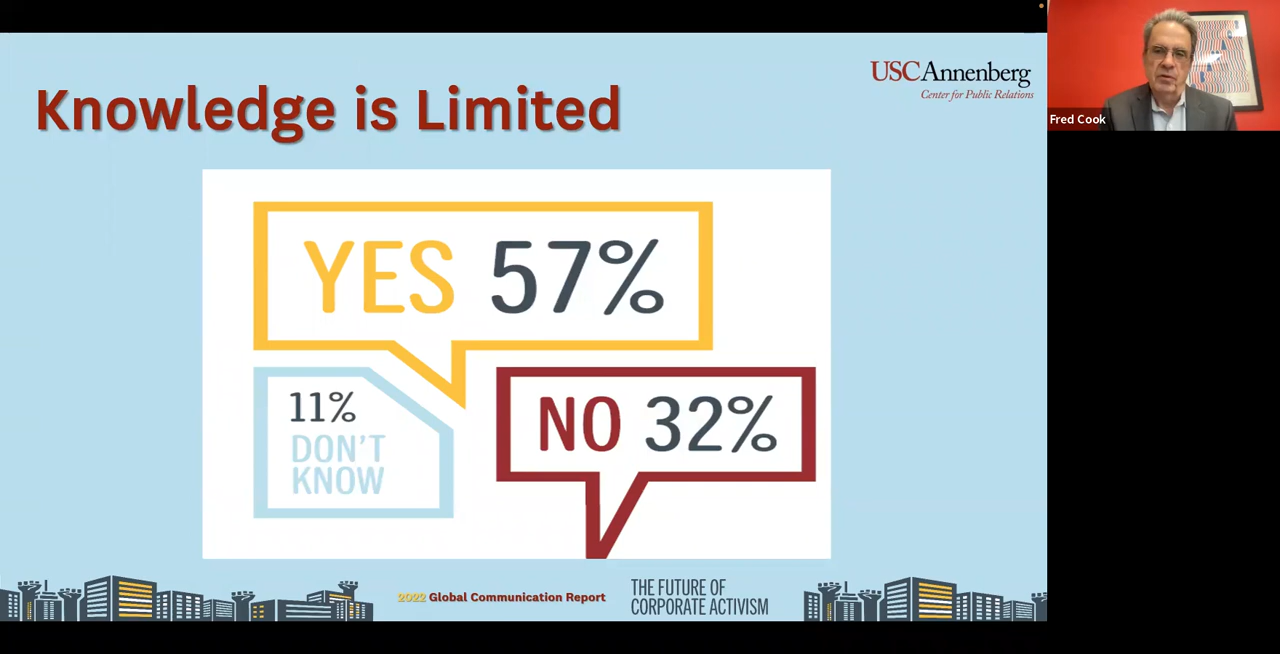 Knowledge is Limited
USC Annenberg
Center for Public Relations
YES 57%
11%
DON'T
KNOW
NO 32%
2022 Global Communication Report
THE FUTURE OF
CORPORATE ACTIVISM
Fred Cook